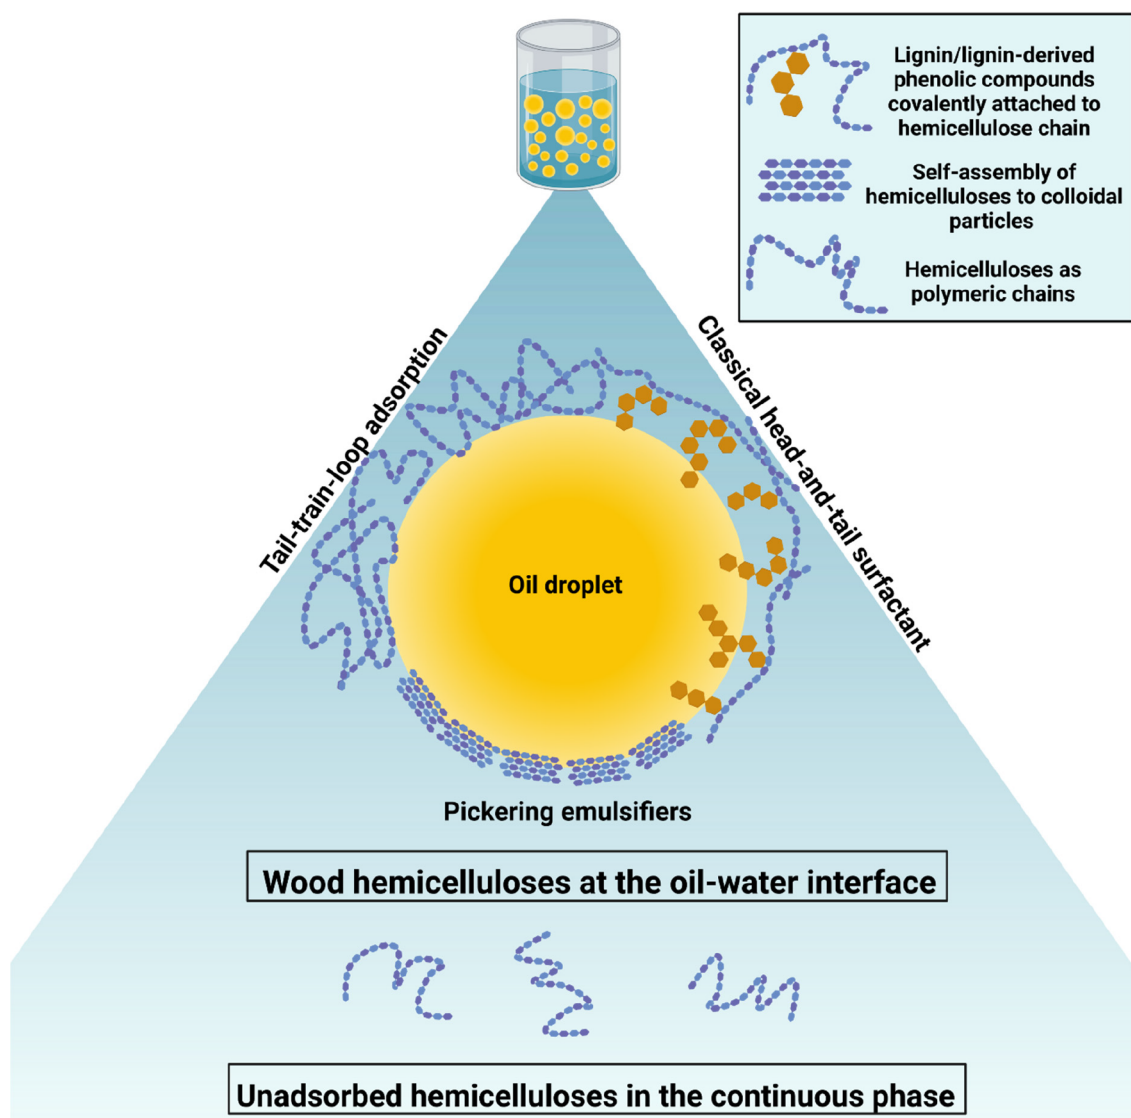 Lignin/lignin-derived
phenolic compounds
covalently attached to
hemicellulose chain
Self-assembly of
hemicelluloses to colloidal
particles
Hemicelluloses as
polymeric chains
Tail-train-loop adsorption
Classical head-and-tail surfactant
Oil droplet
Pickering emulsifiers
Wood hemicelluloses at the oil-water interface
Unadsorbed hemicelluloses in the continuous phase